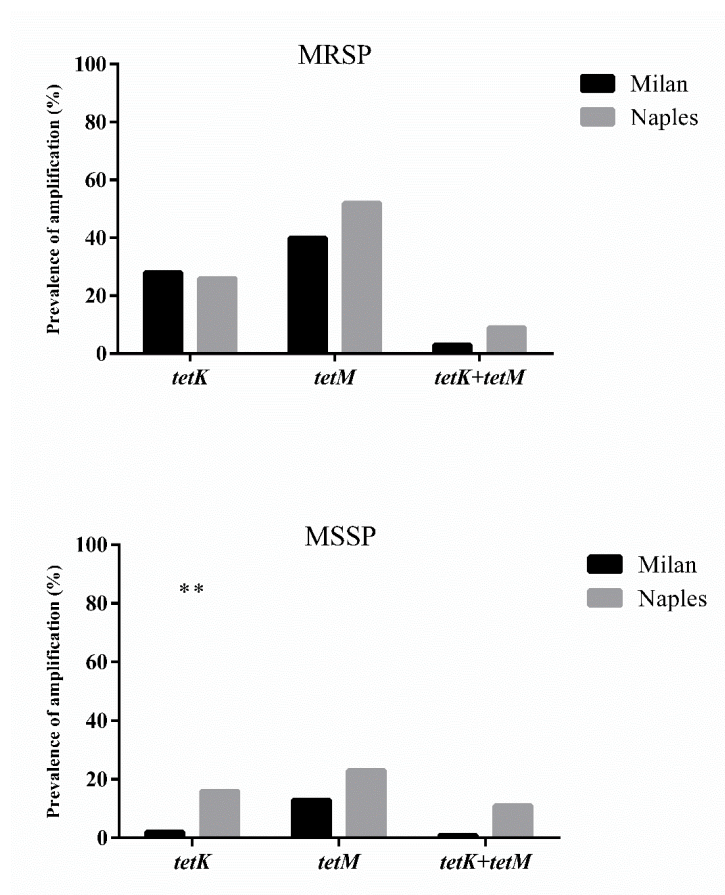 MRSP
Prevalence of amplification (%)
100
80
60
40
20
0
tetK
tetM
tetK+tetM
Milan
Naples
MSSP
Prevalence of amplification (%)
100
80
60
40
20
0
**
tetK
tetM
tetK+tetM
Milan
Naples